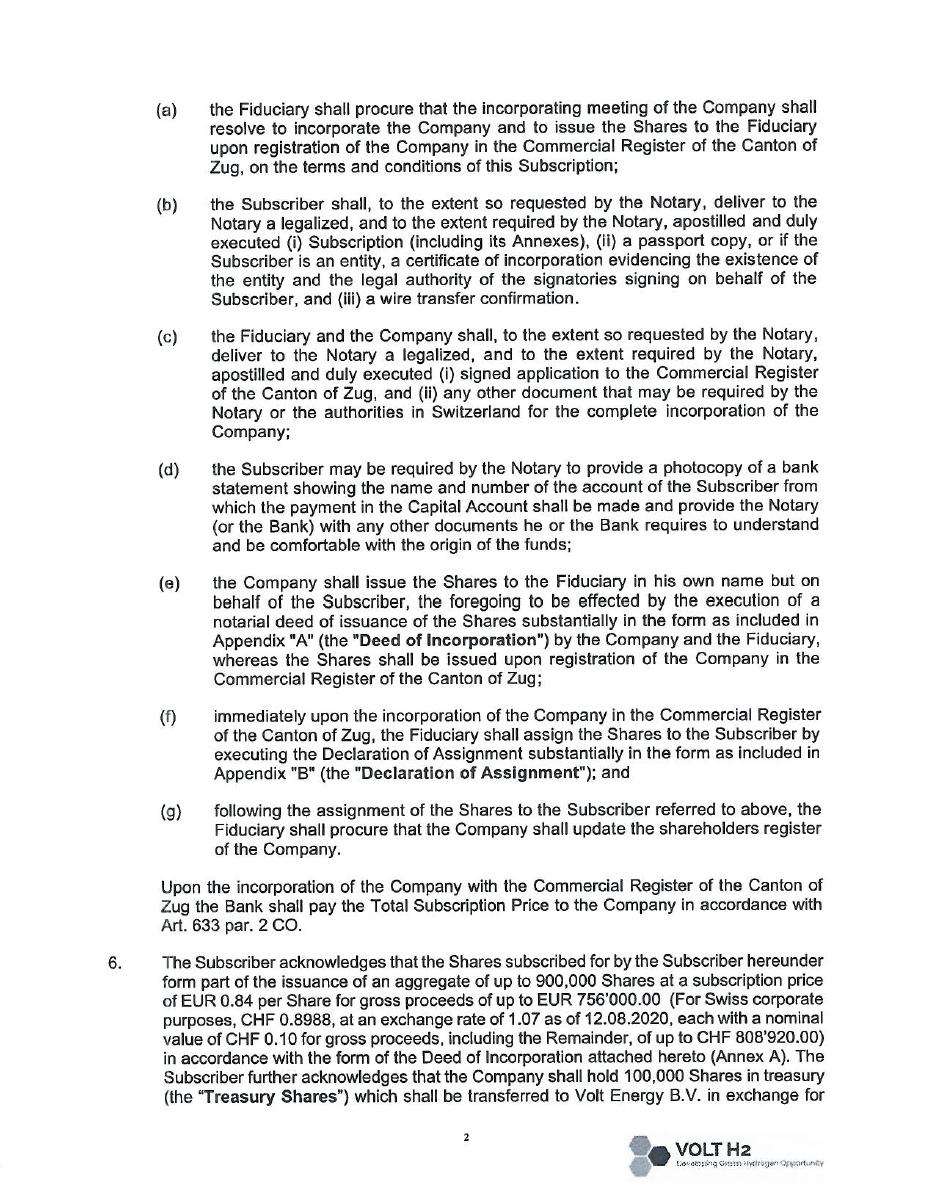 (a) the Fiduciary shall procure that the incorporating meeting of the Company shall
resolve to incorporate the Company and to issue the Shares to the Fiduciary
upon registration of the Company in the Commercial Register of the Canton of
Zug, on the terms and conditions of this Subscription;
(b) the Subscriber shall, to the extent so requested by the Notary, deliver to the
Notary a legalized, and to the extent required by the Notary, apostilled and duly
executed (i) Subscription (including its Annexes), (ii) a passport copy, or if the
Subscriber is an entity, a certificate of incorporation evidencing the existence of
the entity and the legal authority of the signatories signing on behalf of the
Subscriber, and (iii) a wire transfer confirmation.
(c) the Fiduciary and the Company shall, to the extent so requested by the Notary,
deliver to the Notary a legalized, and to the extent required by the Notary,
apostilled and duly executed (i) signed application to the Commercial Register
of the Canton of Zug, and (ii) any other document that may be required by the
Notary or the authorities in Switzerland for the complete incorporation of the
Company;
(d) the Subscriber may be required by the Notary to provide a photocopy of a bank
statement showing the name and number of the account of the Subscriber from
which the payment in the Capital Account shall be made and provide the Notary
(or the Bank) with any other documents he or the Bank requires to understand
and be comfortable with the origin of the funds;
(e) the Company shall issue the Shares to the Fiduciary in his own name but on
behalf of the Subscriber, the foregoing to be effected by the execution of a
notarial deed of issuance of the Shares substantially in the form as included in
Appendix "A" (the "Deed of Incorporation") by the Company and the Fiduciary,
whereas the Shares shall be issued upon registration of the Company in the
Commercial Register of the Canton of Zug;
(f) immediately upon the incorporation of the Company in the Commercial Register
of the Canton of Zug, the Fiduciary shall assign the Shares to the Subscriber by
executing the Declaration of Assignment substantially in the form as included in
Appendix "B" (the "Declaration of Assignment"); and
(g) following the assignment of the Shares to the Subscriber referred to above, the
Fiduciary shall procure that the Company shall update the shareholders register
of the Company.
Upon the incorporation of the Company with the Commercial Register of the Canton of
Zug the Bank shall pay the Total Subscription Price to the Company in accordance with
Art. 633 par. 2 CO.
6. The Subscriber acknowledges that the Shares subscribed for by the Subscriber hereunder
form part of the issuance of an aggregate of up to 900,000 Shares at a subscription price
of EUR 0.84 per Share for gross proceeds of up to EUR 756'000.00 (For Swiss corporate
purposes, CHF 0.8988, at an exchange rate of 1.07 as of 12.08.2020, each with a nominal
value of CHF 0.10 for gross proceeds, including the Remainder, of up to CHF 808'920.00)
in accordance with the form of the Deed of Incorporation attached hereto (Annex A). The
Subscriber further acknowledges that the Company shall hold 100,000 Shares in treasury
(the "Treasury Shares") which shall be transferred to Volt Energy B.V. in exchange for
2
VOLT H2
Developing Green Hydrogen Opportunity